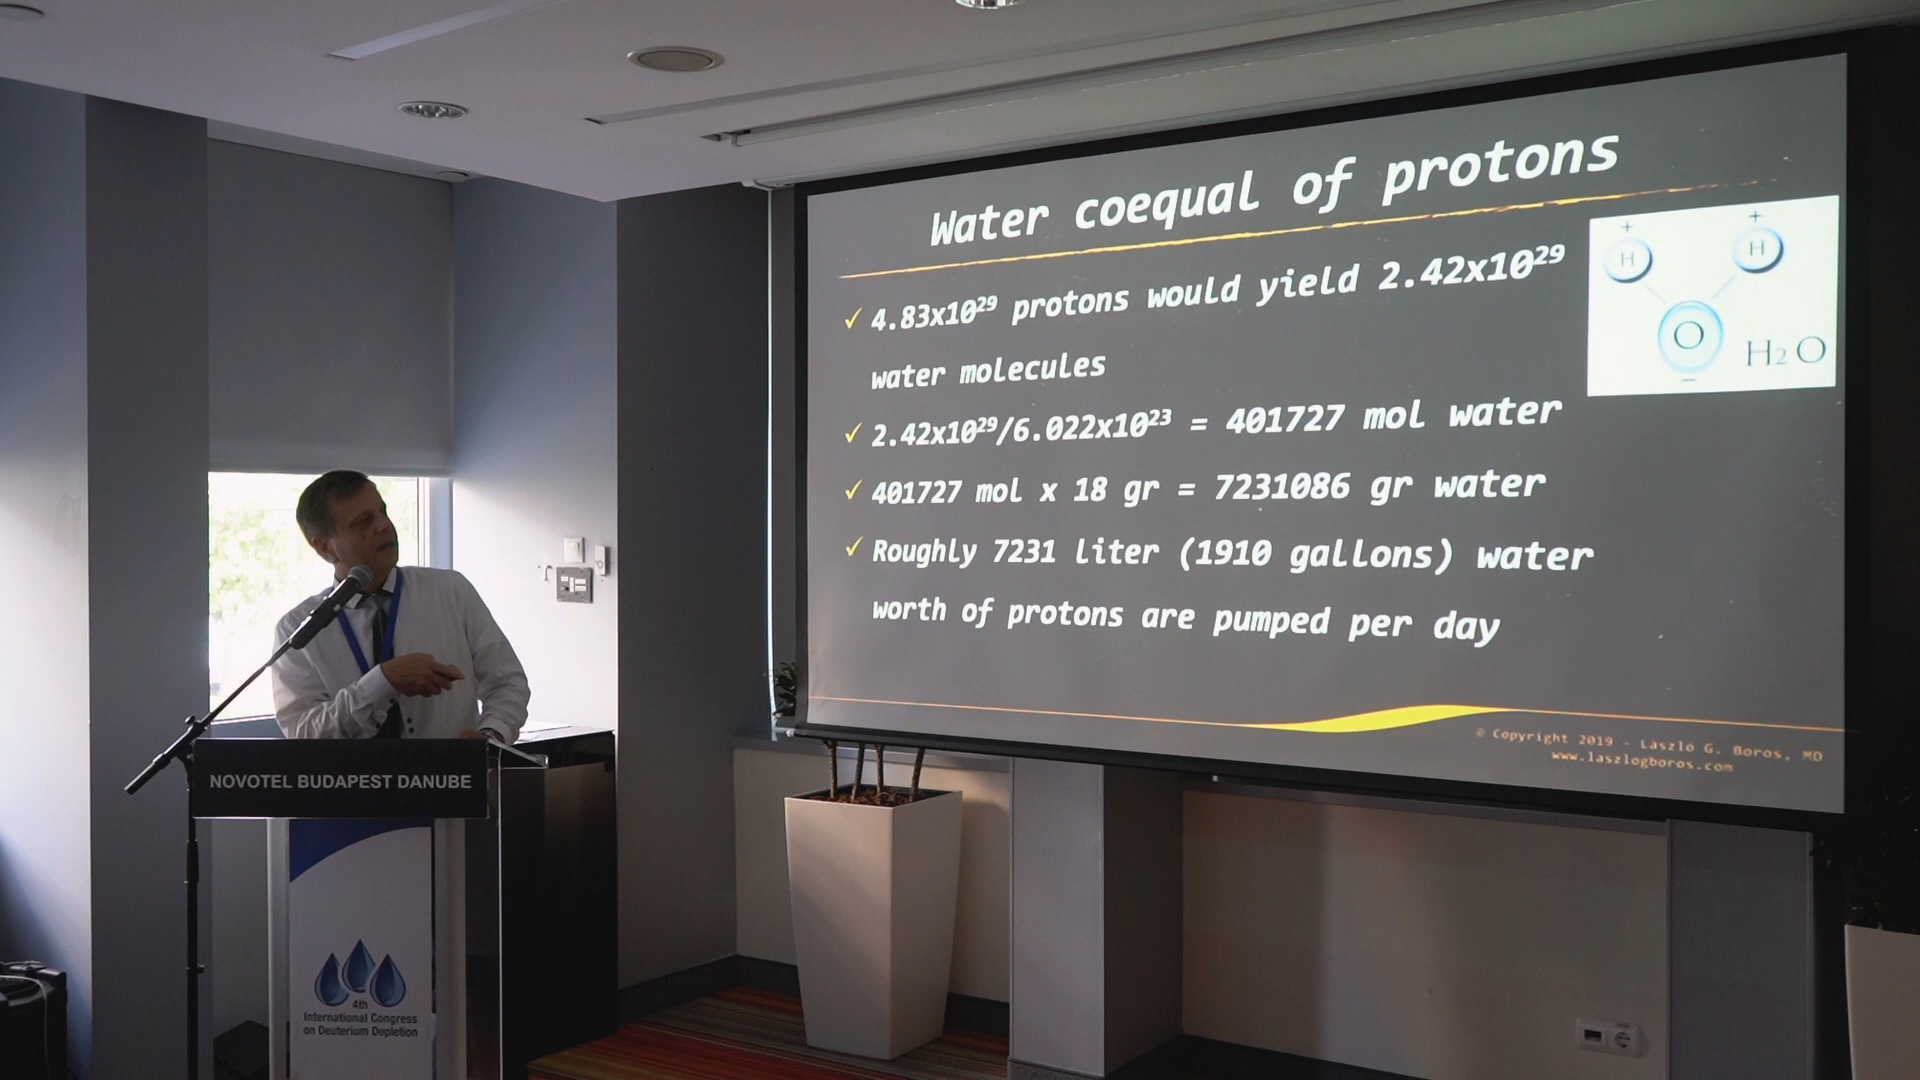 Water coequal of protons
✓ 4.83x10²⁹ protons would yield 2.42x10²⁹
water molecules
✓ 2.42x10²⁹/6.022x10²³ = 401727 mol water
✓ 401727 mol x 18 gr = 7231086 gr water
✓ Roughly 7231 liter (1910 gallons) water
worth of protons are pumped per day
+ +
H H
O
−
H₂O
© Copyright 2019 - László G. Boros, MD
www.laszlogboros.com
NOVOTEL BUDAPEST DANUBE
4th
International Congress
on Deuterium Depletion